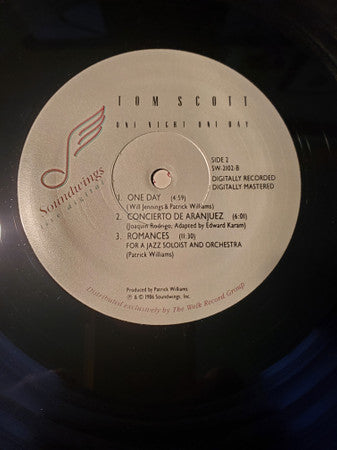 TOM SCOTT
ONE NIGHT ONE DAY
Soundwings
SIDE 2
SW-2102-B
DIGITALLY RECORDED
DIGITALLY MASTERED
1. ONE DAY (4:59)
(Will Jennings & Patrick Williams)
2. CONCIERTO DE ARANJUEZ (6:01)
(Joaquin Rodrigo; Adapted by Edward Karam)
3. ROMANCES (11:30)
FOR A JAZZ SOLOIST AND ORCHESTRA
(Patrick Williams)
Produced by Patrick Williams
℗ & © 1986 Soundwings, Inc.
Distributed exclusively by The Welk Record Group